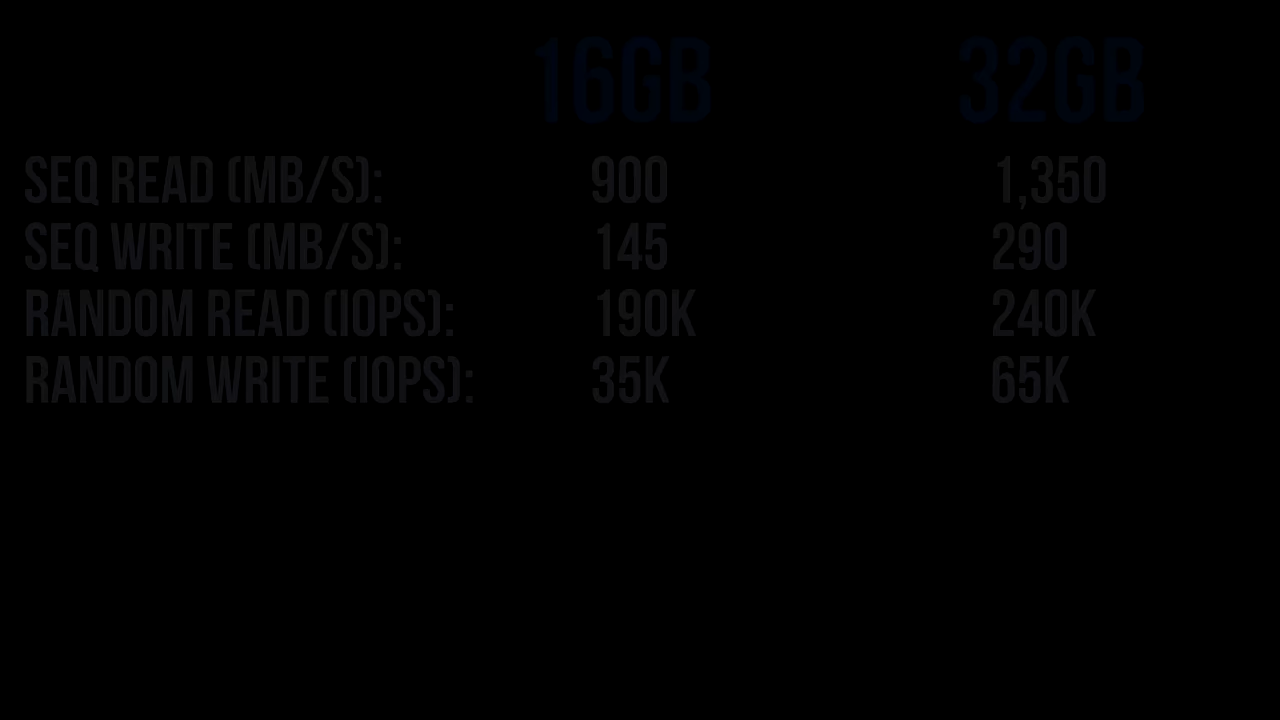 16GB 32GB
SEQ READ (MB/S): 900 1,350
SEQ WRITE (MB/S): 145 290
RANDOM READ (IOPS): 190K 240K
RANDOM WRITE (IOPS): 35K 65K